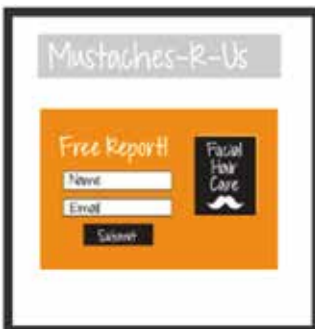 Mustaches-R-Us
Free Report!
Name
Email
Submit
Facial
Hair
Care